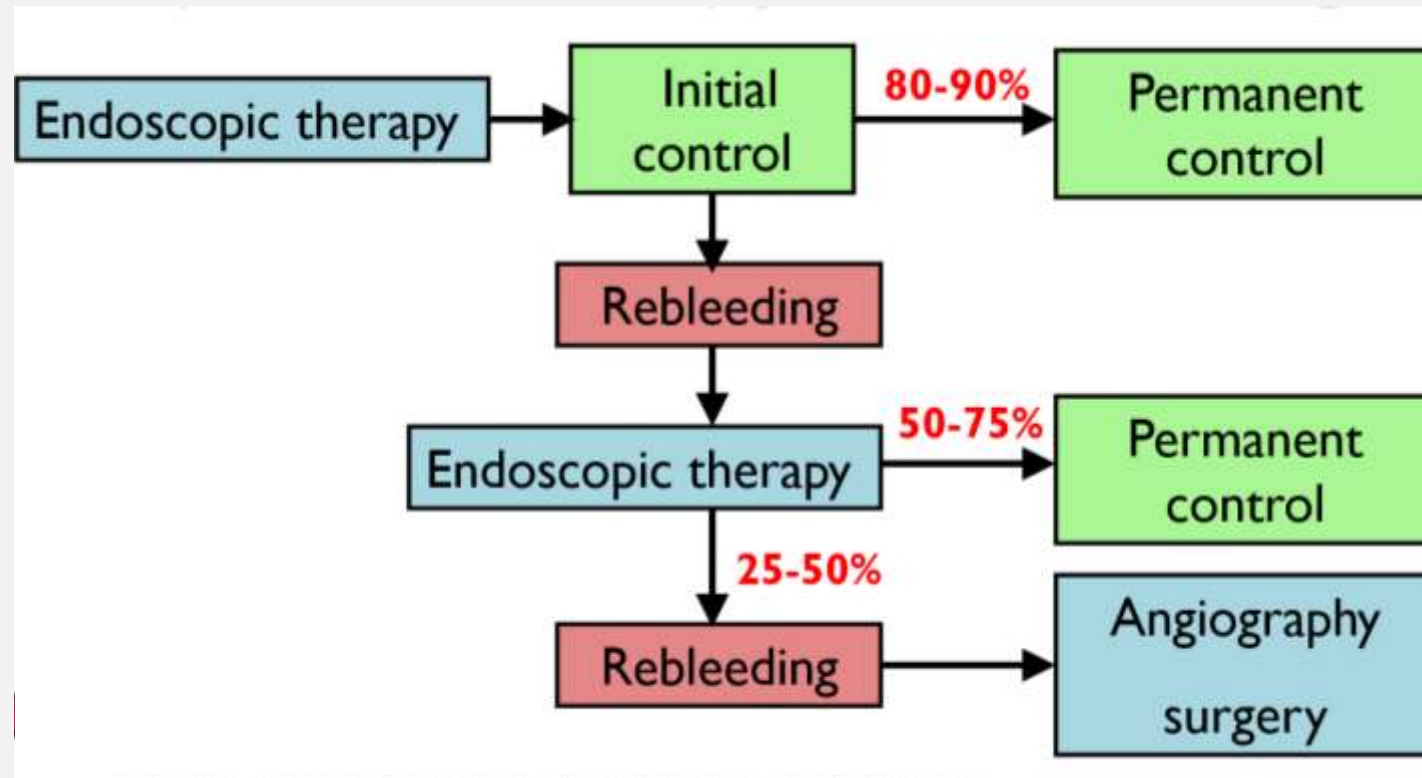 Endoscopic therapy
Initial
control
80-90%
Permanent
control
Rebleeding
Endoscopic therapy
50-75%
Permanent
control
25-50%
Rebleeding
Angiography
surgery